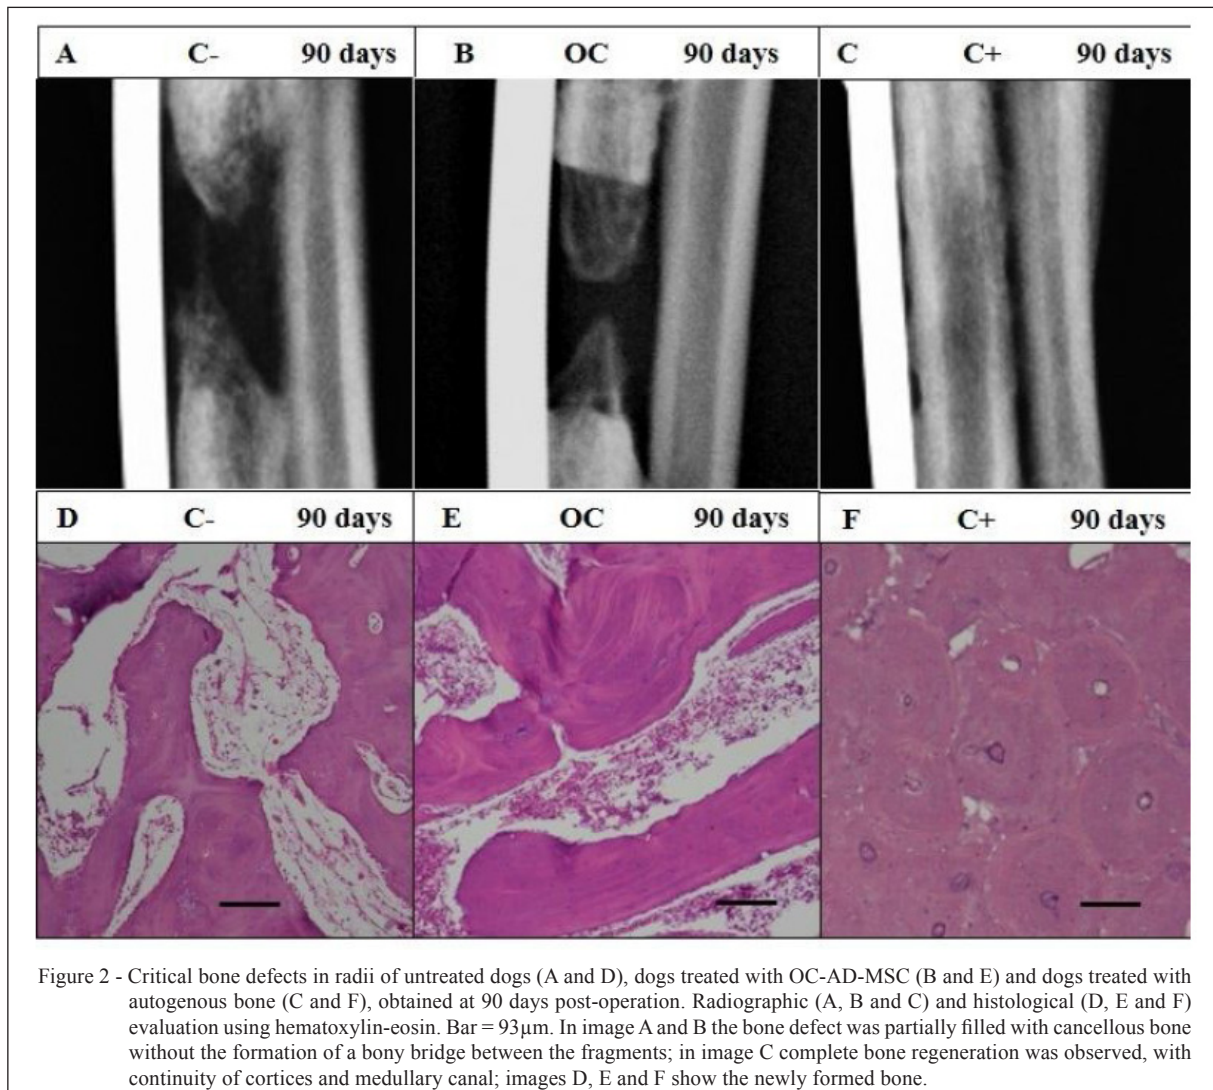 A C- 90 days B OC 90 days C C+ 90 days
D C- 90 days E OC 90 days F C+ 90 days
Figure 2 - Critical bone defects in radii of untreated dogs (A and D), dogs treated with OC-AD-MSC (B and E) and dogs treated with
autogenous bone (C and F), obtained at 90 days post-operation. Radiographic (A, B and C) and histological (D, E and F)
evaluation using hematoxylin-eosin. Bar = 93µm. In image A and B the bone defect was partially filled with cancellous bone
without the formation of a bony bridge between the fragments; in image C complete bone regeneration was observed, with
continuity of cortices and medullary canal; images D, E and F show the newly formed bone.